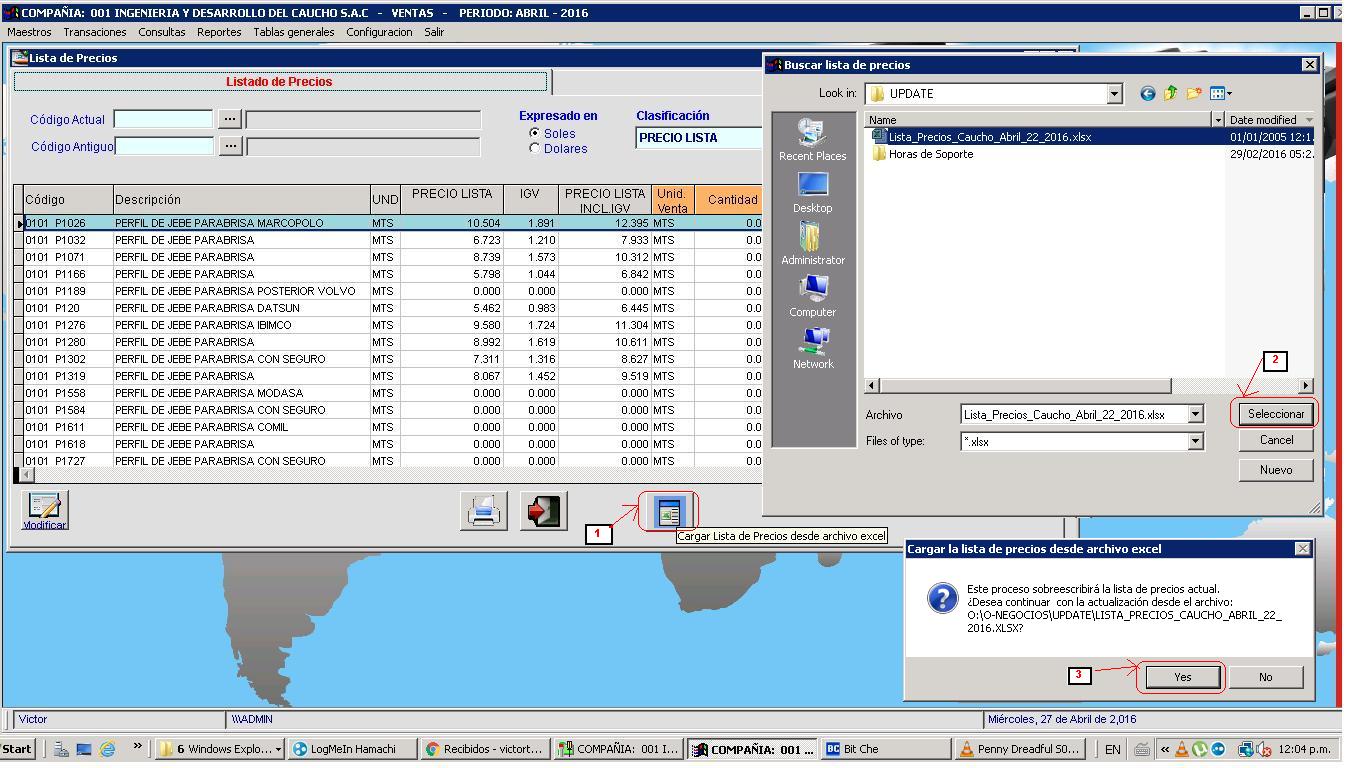 COMPAÑIA: 001 INGENIERIA Y DESARROLLO DEL CAUCHO S.A.C - VENTAS - PERIODO: ABRIL - 2016
Maestros Transaciones Consultas Reportes Tablas generales Configuracion Salir
Lista de Precios
Listado de Precios
Código Actual ...
Código Antiguo ...
Expresado en
Soles
Dolares
Clasificación
PRECIO LISTA
Código Descripción UND PRECIO LISTA IGV PRECIO LISTA INCL.IGV Unid. Venta Cantidad
0101 P1026 PERFIL DE JEBE PARABRISA MARCOPOLO MTS 10.504 1.891 12.395 MTS 0.0
0101 P1032 PERFIL DE JEBE PARABRISA MTS 6.723 1.210 7.933 MTS 0.0
0101 P1071 PERFIL DE JEBE PARABRISA MTS 8.739 1.573 10.312 MTS 0.0
0101 P1166 PERFIL DE JEBE PARABRISA MTS 5.798 1.044 6.842 MTS 0.0
0101 P1189 PERFIL DE JEBE PARABRISA POSTERIOR VOLVO MTS 0.000 0.000 0.000 MTS 0.0
0101 P120 PERFIL DE JEBE PARABRISA DATSUN MTS 5.462 0.983 6.445 MTS 0.0
0101 P1276 PERFIL DE JEBE PARABRISA IBIMCO MTS 9.580 1.724 11.304 MTS 0.0
0101 P1280 PERFIL DE JEBE PARABRISA MTS 8.992 1.619 10.611 MTS 0.0
0101 P1302 PERFIL DE JEBE PARABRISA CON SEGURO MTS 7.311 1.316 8.627 MTS 0.0
0101 P1319 PERFIL DE JEBE PARABRISA MTS 8.067 1.452 9.519 MTS 0.0
0101 P1558 PERFIL DE JEBE PARABRISA MODASA MTS 0.000 0.000 0.000 MTS 0.0
0101 P1584 PERFIL DE JEBE PARABRISA CON SEGURO MTS 0.000 0.000 0.000 MTS 0.0
0101 P1611 PERFIL DE JEBE PARABRISA COMIL MTS 0.000 0.000 0.000 MTS 0.0
0101 P1618 PERFIL DE JEBE PARABRISA MTS 0.000 0.000 0.000 MTS 0.0
0101 P1727 PERFIL DE JEBE PARABRISA CON SEGURO MTS 0.000 0.000 0.000 MTS 0.0
Modificar
1
Cargar Lista de Precios desde archivo excel
Buscar lista de precios
Look in: UPDATE
Name Date modified
Lista_Precios_Caucho_Abril_22_2016.xlsx 01/01/2005 12:1.
Horas de Soporte 29/02/2016 05:2.
Recent Places
Desktop
Administrator
Computer
Network
2
Archivo Lista_Precios_Caucho_Abril_22_2016.xlsx Seleccionar
Files of type: *.xlsx Cancel
Nuevo
Cargar la lista de precios desde archivo excel
Este proceso sobreescribirá la lista de precios actual.
¿Desea continuar con la actualización desde el archivo:
O:\O-NEGOCIOS\UPDATE\LISTA_PRECIOS_CAUCHO_ABRIL_22_
2016.XLSX?
3
Yes No
Victor \\\ADMIN Miércoles, 27 de Abril de 2,016
Start » 6 Windows Explo... LogMeIn Hamachi Recibidos - victort... COMPAÑIA: 001 I... COMPAÑIA: 001 ... BC Bit Che Penny Dreadful S0... EN « 12:04 p.m.